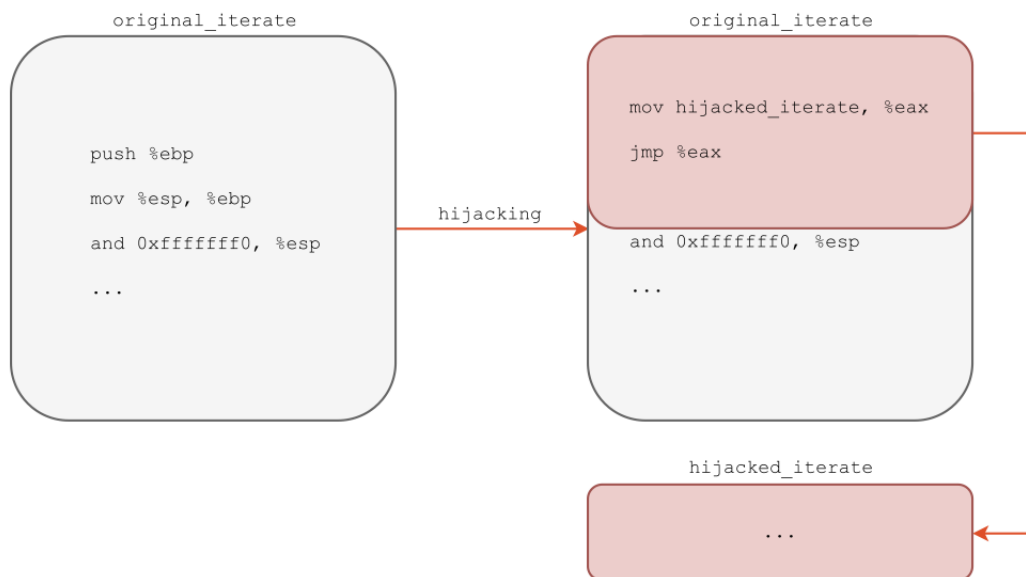 original_iterate
push %ebp
mov %esp, %ebp
and 0xfffffff0, %esp
...
hijacking
original_iterate
mov hijacked_iterate, %eax
jmp %eax
and 0xfffffff0, %esp
...
hijacked_iterate
...